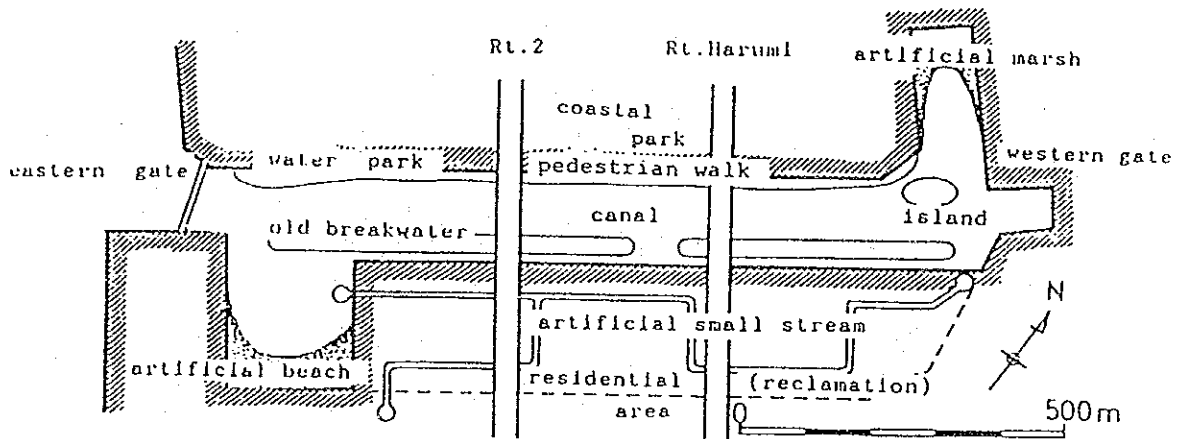 Rt.2
Rt.Harumi
artificial marsh
coastal
park
eastern gate
water park
pedestrian walk
western gate
canal
island
old breakwater
N
artificial small stream
artificial beach
residential
area
(reclamation)
0
500m